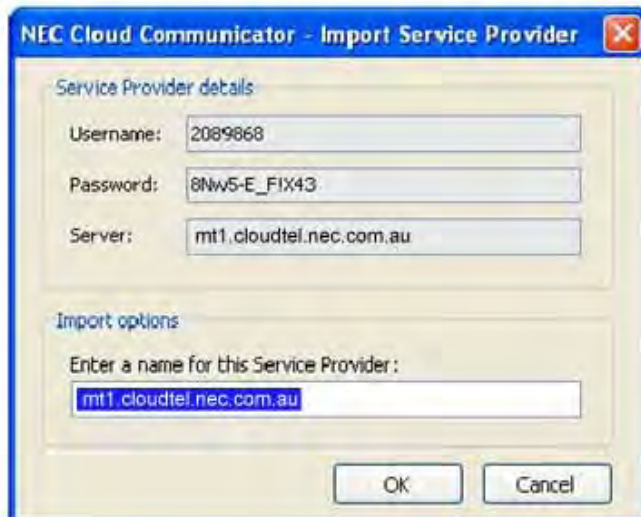 NEC Cloud Communicator - Import Service Provider
Service Provider details
Username: 2089868
Password: 8Nw5-E_FIX43
Server: mt1.cloudtel.nec.com.au
Import options
Enter a name for this Service Provider:
mt1.cloudtel.nec.com.au
OK Cancel